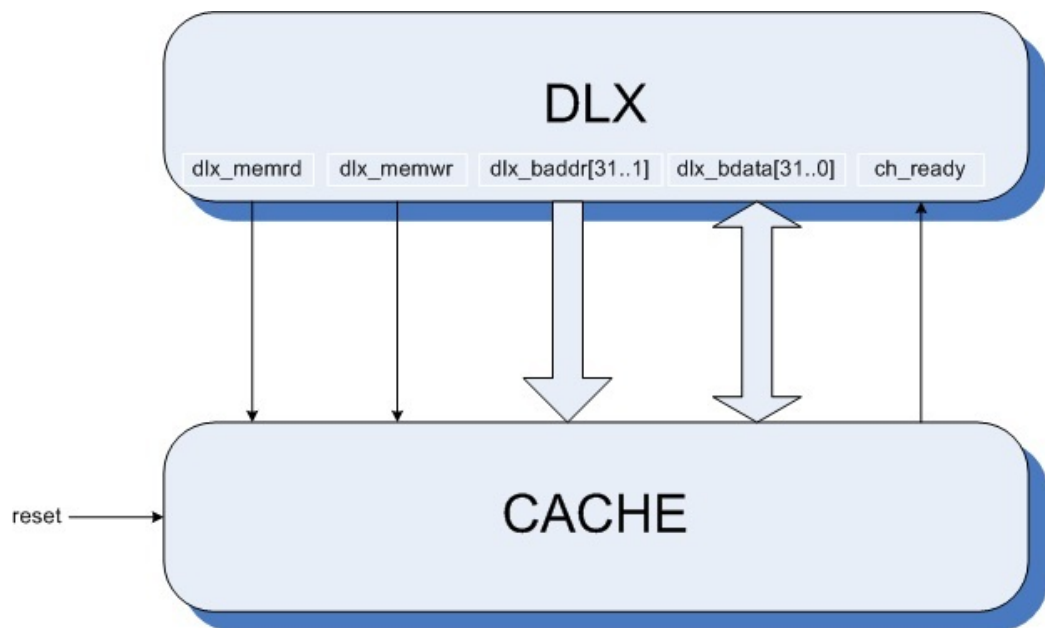 DLX
dlx_memrd dlx_memwr dlx_baddr[31..1] dlx_bdata[31..0] ch_ready
reset
CACHE